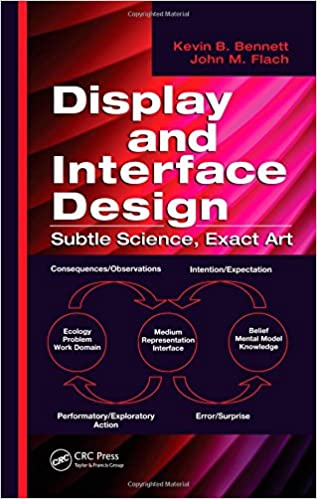 Kevin B. Bennett
John M. Flach
Display
and
Interface
Design
Subtle Science, Exact Art
Consequences/Observations
Intention/Expectation
Ecology
Problem
Work Domain
Medium
Representation
Interface
Belief
Mental Model
Knowledge
Performatory/Exploratory
Action
Error/Surprise
CRC
CRC Press
Taylor & Francis Group